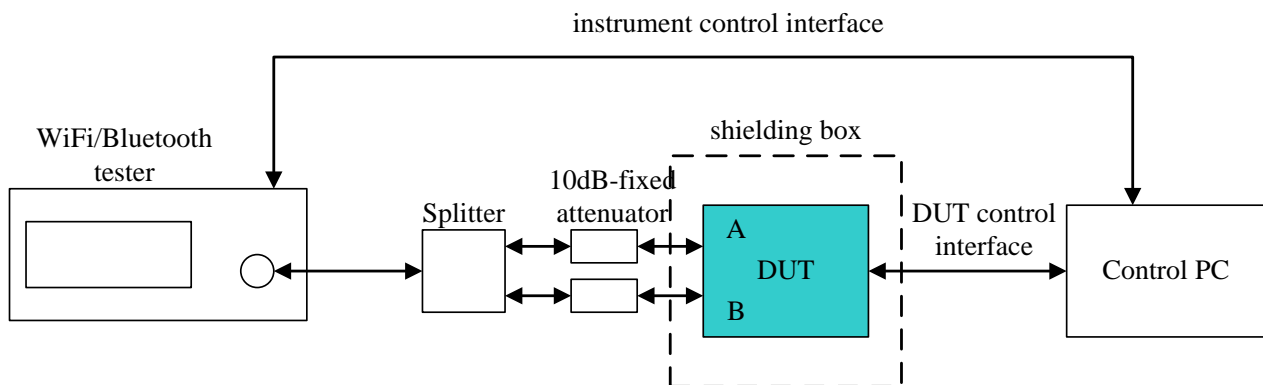 instrument control interface
WiFi/Bluetooth
tester
shielding box
10dB-fixed
attenuator
Splitter
A
DUT
B
DUT control
interface
Control PC